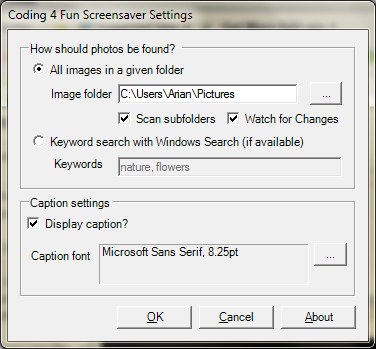 Coding 4 Fun Screensaver Settings
How should photos be found?
All images in a given folder
Image folder C:\Users\Arian\Pictures ...
Scan subfolders Watch for Changes
Keyword search with Windows Search (if available)
Keywords nature, flowers
Caption settings
Display caption?
Caption font Microsoft Sans Serif, 8.25pt ...
OK Cancel About